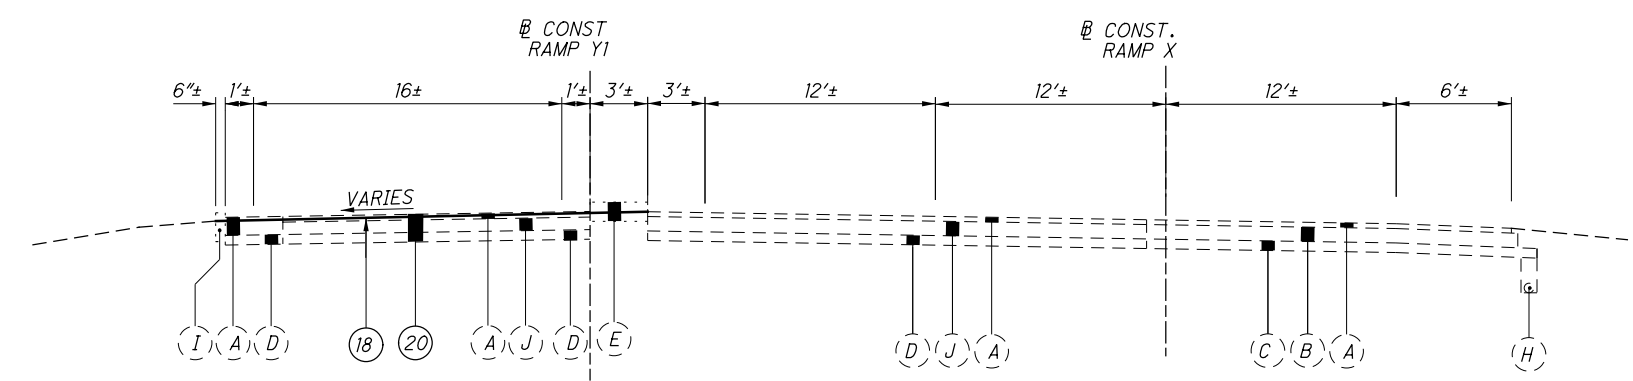 ℄ CONST
RAMP Y1
℄ CONST.
RAMP X
6"± 1'± 16± 1'± 3'± 3'± 12'± 12'± 12'± 6'±
VARIES
I A D 18 20 A J D E D J A C B A H